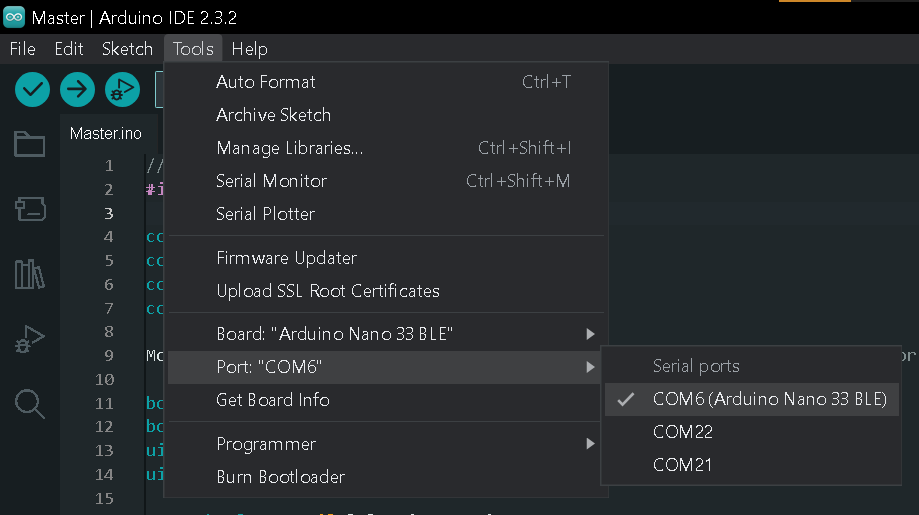 Master | Arduino IDE 2.3.2
File Edit Sketch Tools Help
Auto Format Ctrl+T
Archive Sketch
Master.ino
Manage Libraries... Ctrl+Shift+I
1 //
Serial Monitor Ctrl+Shift+M
2 #i
Serial Plotter
3
4 co
Firmware Updater
5 co
6 co
Upload SSL Root Certificates
7 co
8
Board: "Arduino Nano 33 BLE"
9 Mo or
Port: "COM6"
Serial ports
10
Get Board Info
COM6 (Arduino Nano 33 BLE)
11 bo
12 bo
COM22
Programmer
13 ui
COM21
14 ui
Burn Bootloader
15